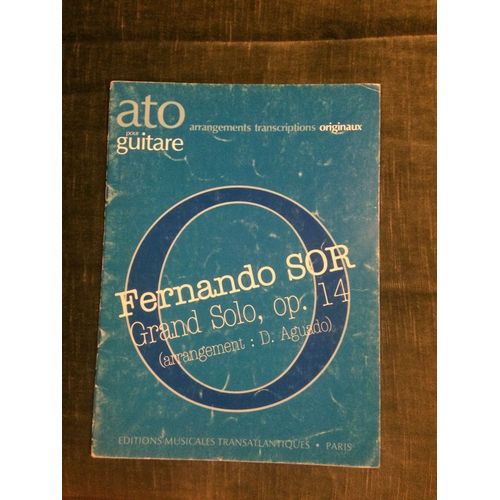 ato
arrangements transcriptions originaux
pour
guitare
O
Fernando SOR
Grand Solo, op. 14
(arrangement : D. Aguado)
EDITIONS MUSICALES TRANSATLANTIQUES • PARIS